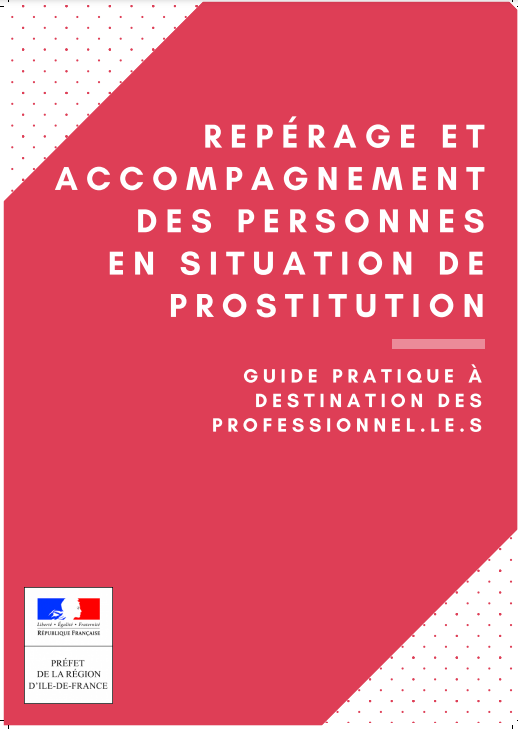 REPÉRAGE ET
ACCOMPAGNEMENT
DES PERSONNES
EN SITUATION DE
PROSTITUTION
GUIDE PRATIQUE À
DESTINATION DES
PROFESSIONNEL.LE.S
Liberté • Égalité • Fraternité
RÉPUBLIQUE FRANÇAISE
PRÉFET
DE LA RÉGION
D'ILE-DE-FRANCE